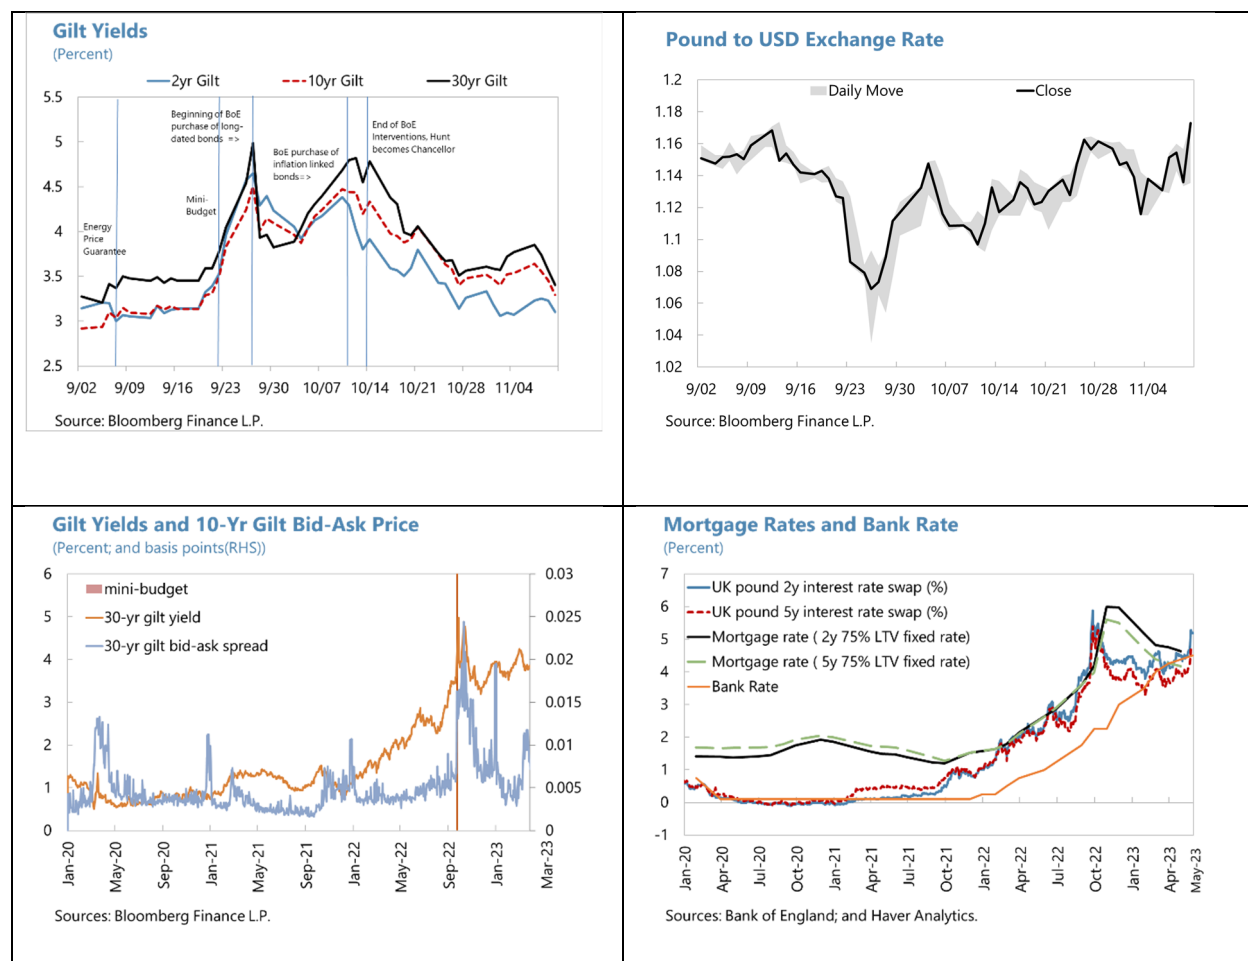 Gilt Yields
(Percent)
2yr Gilt 10yr Gilt 30yr Gilt
5.5
5
4.5
4
3.5
3
2.5
Beginning of BoE
purchase of long-
dated bonds =>
BoE purchase of
inflation linked
bonds=>
End of BoE
Interventions, Hunt
becomes Chancellor
Mini-
Budget
Energy
Price
Guarantee
9/02 9/09 9/16 9/23 9/30 10/07 10/14 10/21 10/28 11/04
Source: Bloomberg Finance L.P.
Pound to USD Exchange Rate
Daily Move Close
1.2
1.18
1.16
1.14
1.12
1.1
1.08
1.06
1.04
1.02
9/02 9/09 9/16 9/23 9/30 10/07 10/14 10/21 10/28 11/04
Source: Bloomberg Finance L.P.
Gilt Yields and 10-Yr Gilt Bid-Ask Price
(Percent; and basis points(RHS))
mini-budget
30-yr gilt yield
30-yr gilt bid-ask spread
6
5
4
3
2
1
0
0.03
0.025
0.02
0.015
0.01
0.005
0
Jan-20 May-20 Sep-20 Jan-21 May-21 Sep-21 Jan-22 May-22 Sep-22 Jan-23 Mar-23
Sources: Bloomberg Finance L.P.
Mortgage Rates and Bank Rate
(Percent)
UK pound 2y interest rate swap (%)
UK pound 5y interest rate swap (%)
Mortgage rate ( 2y 75% LTV fixed rate)
Mortgage rate ( 5y 75% LTV fixed rate)
Bank Rate
7
6
5
4
3
2
1
0
-1
Jan-20 Apr-20 Jul-20 Oct-20 Jan-21 Apr-21 Jul-21 Oct-21 Jan-22 Apr-22 Jul-22 Oct-22 Jan-23 Apr-23 May-23
Sources: Bank of England; and Haver Analytics.